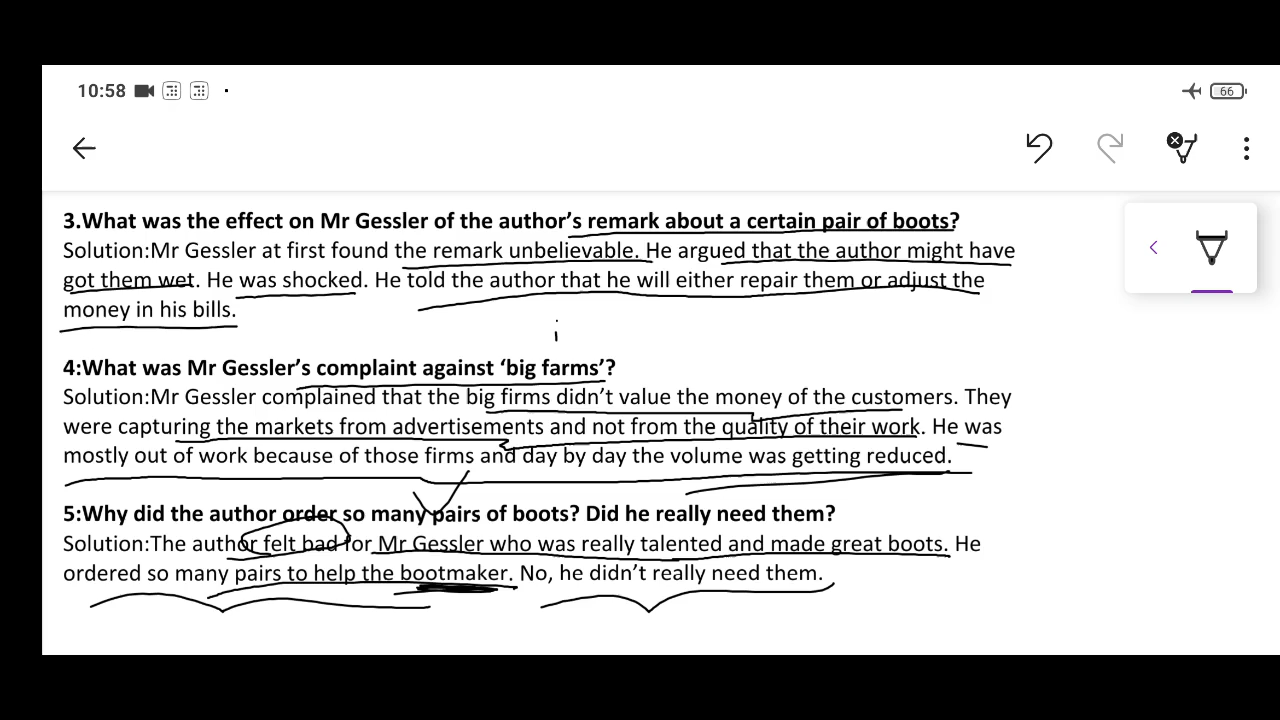 10:58
66
3.What was the effect on Mr Gessler of the author's remark about a certain pair of boots?
Solution:Mr Gessler at first found the remark unbelievable. He argued that the author might have
got them wet. He was shocked. He told the author that he will either repair them or adjust the
money in his bills.
4:What was Mr Gessler's complaint against ‘big farms’?
Solution:Mr Gessler complained that the big firms didn't value the money of the customers. They
were capturing the markets from advertisements and not from the quality of their work. He was
mostly out of work because of those firms and day by day the volume was getting reduced.
5:Why did the author order so many pairs of boots? Did he really need them?
Solution:The author felt bad for Mr Gessler who was really talented and made great boots. He
ordered so many pairs to help the bootmaker. No, he didn't really need them.